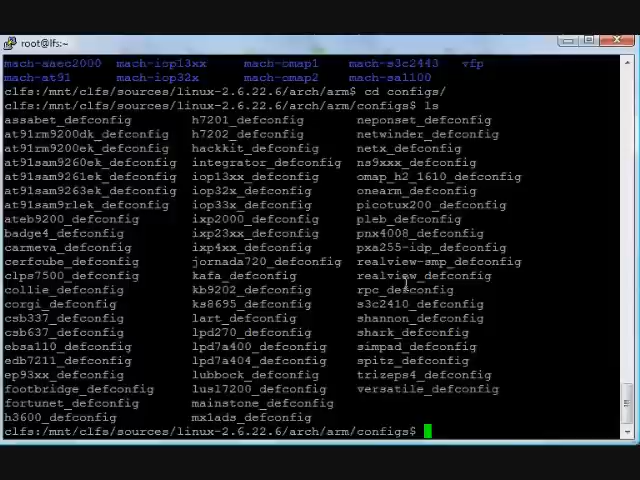 root@lfs:~
mach-aaec2000 mach-iop13xx mach-omap1 mach-s3c2443 vfp
mach-at91 mach-iop32x mach-omap2 mach-sa1100
clfs:/mnt/clfs/sources/linux-2.6.22.6/arch/arm$ cd configs/
clfs:/mnt/clfs/sources/linux-2.6.22.6/arch/arm/configs$ ls
assabet_defconfig h7201_defconfig neponset_defconfig
at91rm9200dk_defconfig h7202_defconfig netwinder_defconfig
at91rm9200ek_defconfig hackkit_defconfig netx_defconfig
at91sam9260ek_defconfig integrator_defconfig ns9xxx_defconfig
at91sam9261ek_defconfig iop13xx_defconfig omap_h2_1610_defconfig
at91sam9263ek_defconfig iop32x_defconfig onearm_defconfig
at91sam9rlek_defconfig iop33x_defconfig picotux200_defconfig
ateb9200_defconfig ixp2000_defconfig pleb_defconfig
badge4_defconfig ixp23xx_defconfig pnx4008_defconfig
carmeva_defconfig ixp4xx_defconfig pxa255-idp_defconfig
cerfcube_defconfig jornada720_defconfig realview-smp_defconfig
clps7500_defconfig kafa_defconfig realview_defconfig
collie_defconfig kb9202_defconfig rpc_defconfig
corgi_defconfig ks8695_defconfig s3c2410_defconfig
csb337_defconfig lart_defconfig shannon_defconfig
csb637_defconfig lpd270_defconfig shark_defconfig
ebsa110_defconfig lpd7a400_defconfig simpad_defconfig
edb7211_defconfig lpd7a404_defconfig spitz_defconfig
ep93xx_defconfig lubbock_defconfig trizeps4_defconfig
footbridge_defconfig lusl7200_defconfig versatile_defconfig
fortunet_defconfig mainstone_defconfig
h3600_defconfig mx1ads_defconfig
clfs:/mnt/clfs/sources/linux-2.6.22.6/arch/arm/configs$